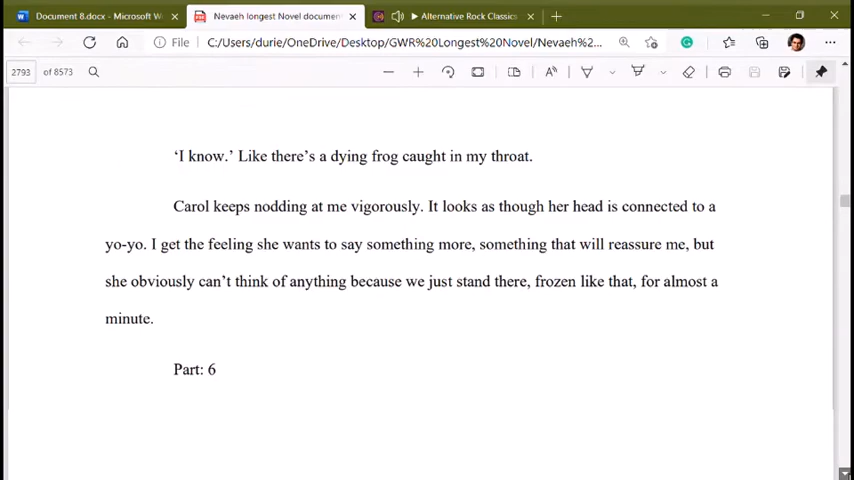 Document 8.docx - Microsoft W
Nevaeh longest Novel documen
Alternative Rock Classics
File
C:/Users/durie/OneDrive/Desktop/GWR%20Longest%20Novel/Nevaeh%2...
2793 of 8573
‘I know.’ Like there’s a dying frog caught in my throat.
Carol keeps nodding at me vigorously. It looks as though her head is connected to a
yo-yo. I get the feeling she wants to say something more, something that will reassure me, but
she obviously can’t think of anything because we just stand there, frozen like that, for almost a
minute.
Part: 6